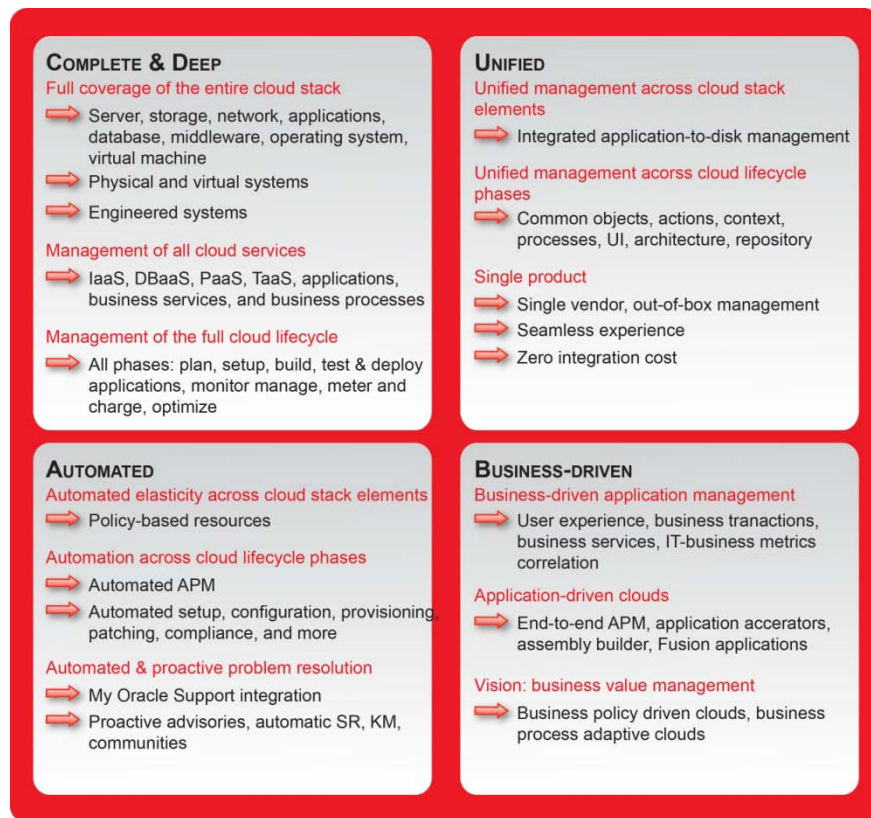 COMPLETE & DEEP
Full coverage of the entire cloud stack
Server, storage, network, applications,
database, middleware, operating system,
virtual machine
Physical and virtual systems
Engineered systems
Management of all cloud services
IaaS, DBaaS, PaaS, TaaS, applications,
business services, and business processes
Management of the full cloud lifecycle
All phases: plan, setup, build, test & deploy
applications, monitor manage, meter and
charge, optimize
UNIFIED
Unified management across cloud stack
elements
Integrated application-to-disk management
Unified management acorss cloud lifecycle
phases
Common objects, actions, context,
processes, UI, architecture, repository
Single product
Single vendor, out-of-box management
Seamless experience
Zero integration cost
AUTOMATED
Automated elasticity across cloud stack elements
Policy-based resources
Automation across cloud lifecycle phases
Automated APM
Automated setup, configuration, provisioning,
patching, compliance, and more
Automated & proactive problem resolution
My Oracle Support integration
Proactive advisories, automatic SR, KM,
communities
BUSINESS-DRIVEN
Business-driven application management
User experience, business tranactions,
business services, IT-business metrics
correlation
Application-driven clouds
End-to-end APM, application accerators,
assembly builder, Fusion applications
Vision: business value management
Business policy driven clouds, business
process adaptive clouds